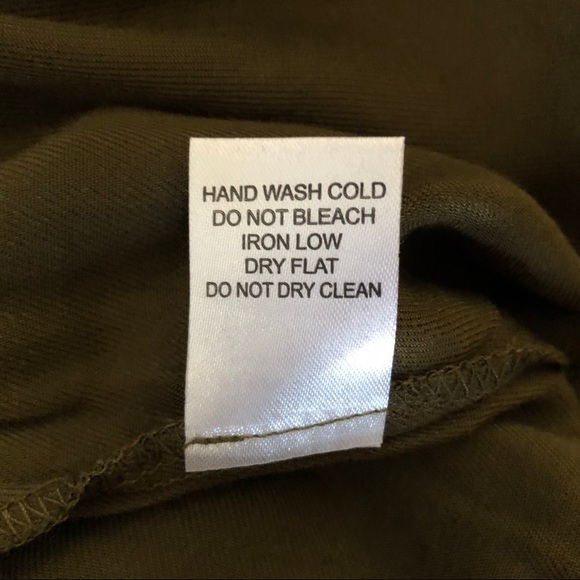 HAND WASH COLD
DO NOT BLEACH
IRON LOW
DRY FLAT
DO NOT DRY CLEAN